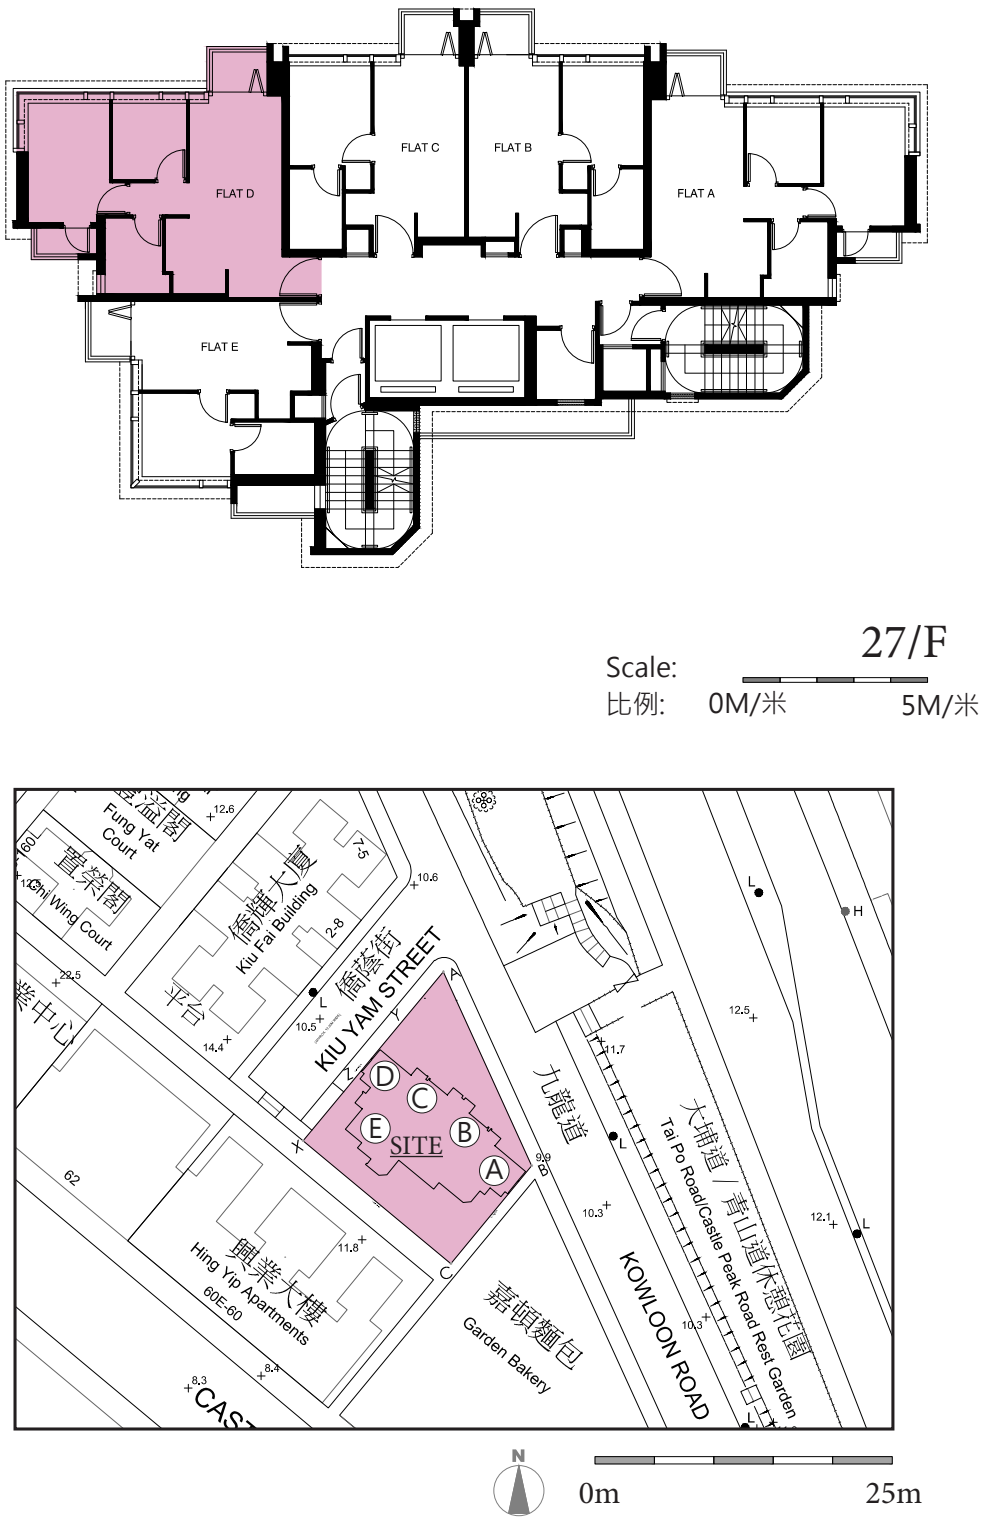 FLAT C
FLAT B
FLAT D
FLAT A
FLAT E
27/F
Scale:
比例:
0M/米
5M/米
豐溢閣
Fung Yat
Court
12.6
置榮閣
Chi Wing Court
僑輝大廈
Kiu Fai Building
7-5
2-8
10.6
22.5
業中心
平台
14.4
10.5
L
僑蔭街
KIU YAM STREET
A
Y
Z
X
B
C
D
C
B
E
A
SITE
9.9
九龍道
KOWLOON ROAD
11.7
12.5
L
H
L
大埔道 / 青山道休憩花園
Tai Po Road/Castle Peak Road Rest Garden
12.1
L
10.3
10.3
L
62
11.8
興業大樓
Hing Yip Apartments
60E-60
8.4
8.3
嘉頓麵包
Garden Bakery
N
0m
25m